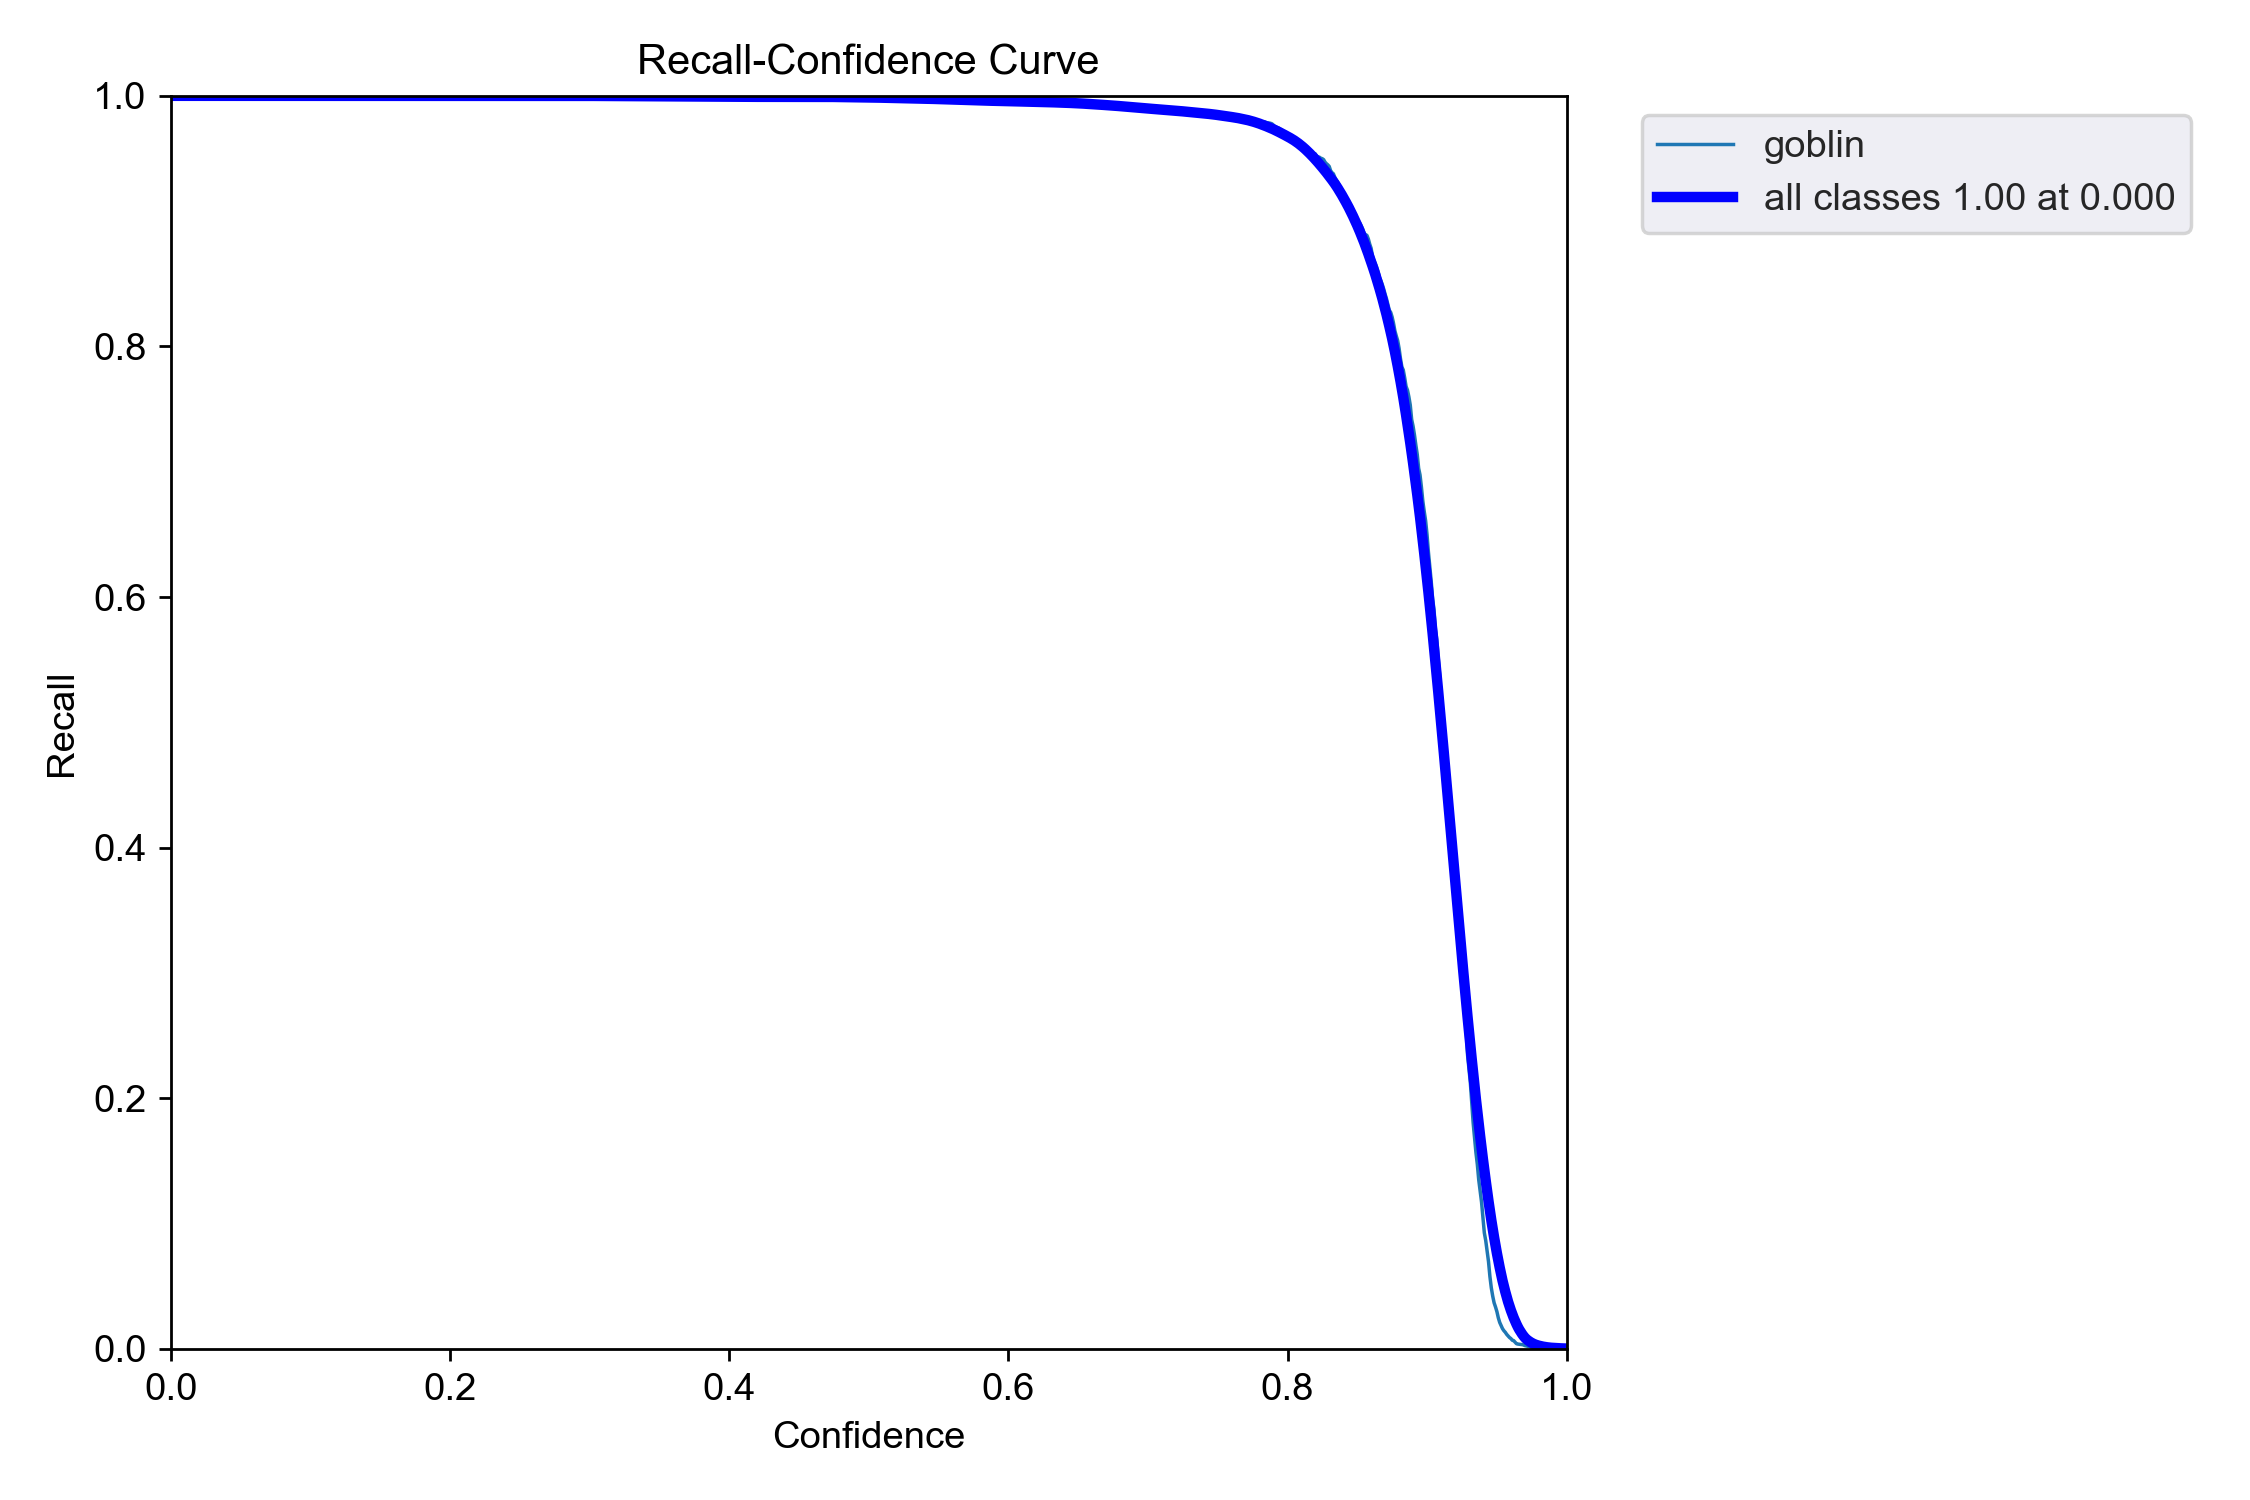 Recall-Confidence Curve
1.0
0.8
0.6
0.4
0.2
0.0
Recall
0.0 0.2 0.4 0.6 0.8 1.0
Confidence
goblin
all classes 1.00 at 0.000